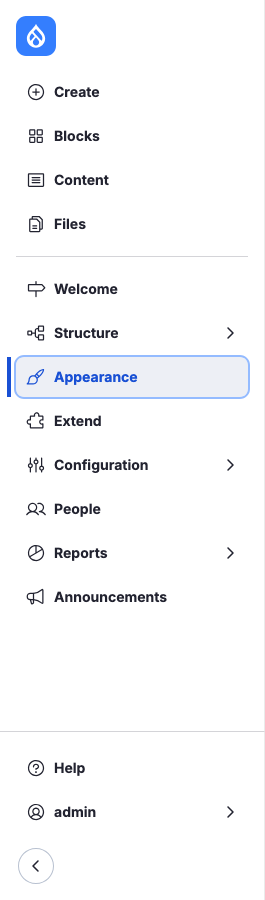 Create
Blocks
Content
Files
Welcome
Structure
Appearance
Extend
Configuration
People
Reports
Announcements
Help
admin